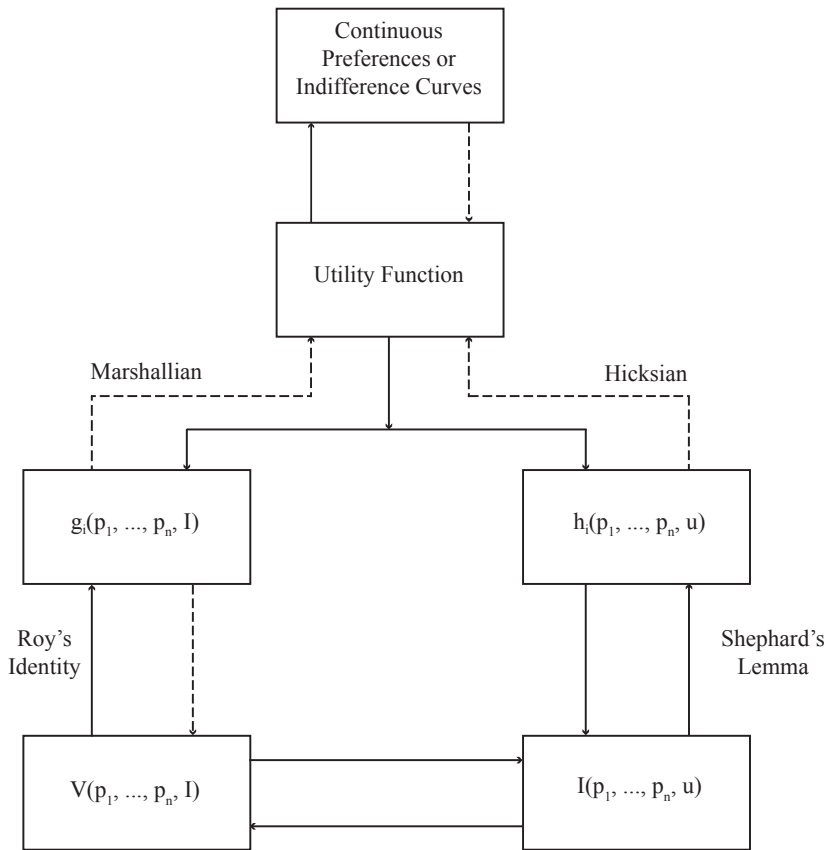 Continuous
Preferences or
Indifference Curves
Utility Function
Marshallian
Hicksian
gᵢ(p₁, ..., pₙ, I)
hᵢ(p₁, ..., pₙ, u)
Roy’s
Identity
Shephard’s
Lemma
V(p₁, ..., pₙ, I)
I(p₁, ..., pₙ, u)